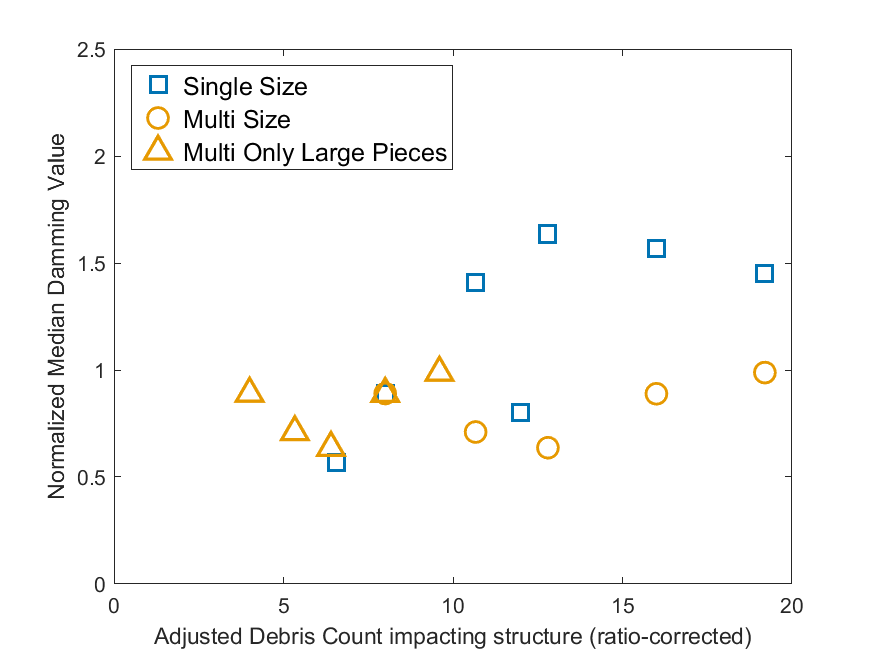 2.5
2
1.5
1
0.5
0
Normalized Median Damming Value
Single Size
Multi Size
Multi Only Large Pieces
0 5 10 15 20
Adjusted Debris Count impacting structure (ratio-corrected)